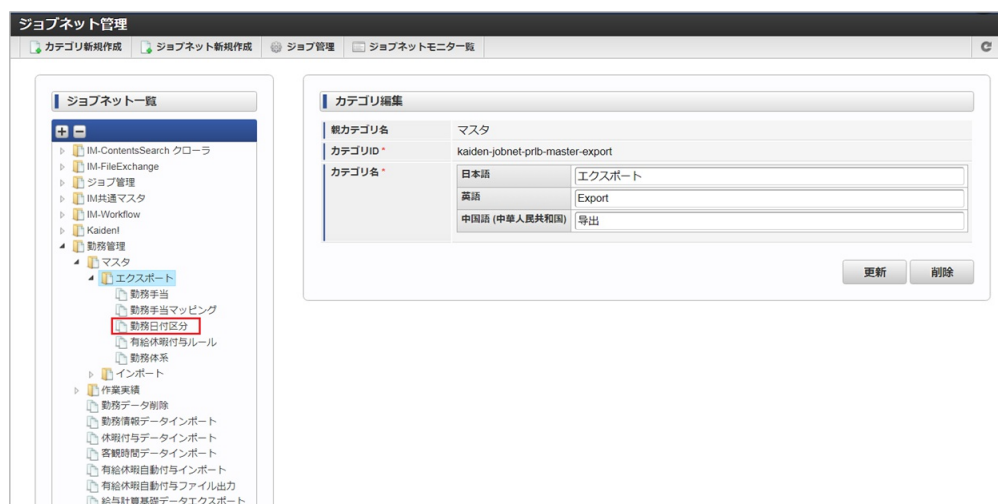 ジョブネット管理
カテゴリ新規作成 ジョブネット新規作成 ジョブ管理 ジョブネットモニタ一覧
ジョブネット一覧
IM-ContentsSearch クローラ
IM-FileExchange
ジョブ管理
IM共通マスタ
IM-Workflow
Kaiden!
勤務管理
マスタ
エクスポート
勤務手当
勤務手当マッピング
勤務日付区分
有給休暇付与ルール
勤務体系
インポート
作業実績
勤務データ削除
勤務情報データインポート
休暇付与データインポート
客観時間データインポート
有給休暇自動付与インポート
有給休暇自動付与ファイル出力
給与計算基礎データエクスポート
カテゴリ編集
親カテゴリ名 マスタ
カテゴリID * kaiden-jobnet-prlb-master-export
カテゴリ名 * 日本語 エクスポート
英語 Export
中国語 (中華人民共和国) 导出
更新 削除